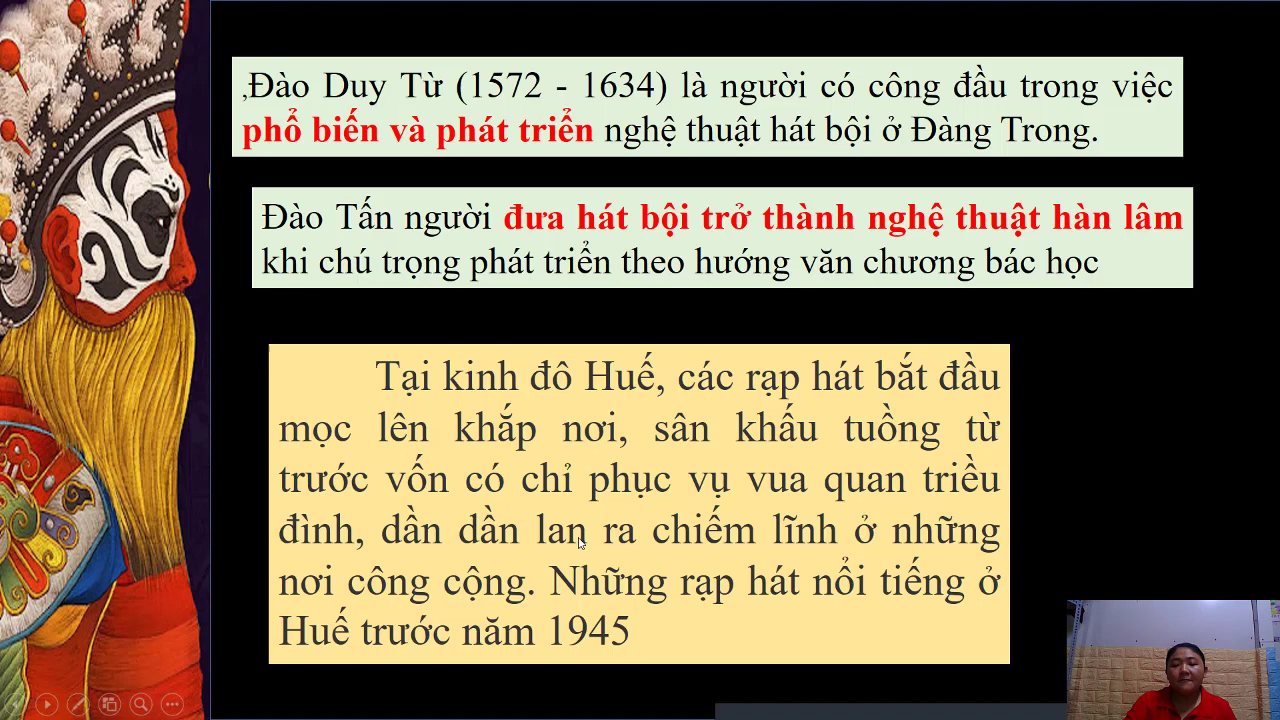 ,Đào Duy Từ (1572 - 1634) là người có công đầu trong việc
phổ biến và phát triển nghệ thuật hát bội ở Đàng Trong.
Đào Tấn người đưa hát bội trở thành nghệ thuật hàn lâm
khi chú trọng phát triển theo hướng văn chương bác học
Tại kinh đô Huế, các rạp hát bắt đầu
mọc lên khắp nơi, sân khấu tuồng từ
trước vốn có chỉ phục vụ vua quan triều
đình, dần dần lan ra chiếm lĩnh ở những
nơi công cộng. Những rạp hát nổi tiếng ở
Huế trước năm 1945